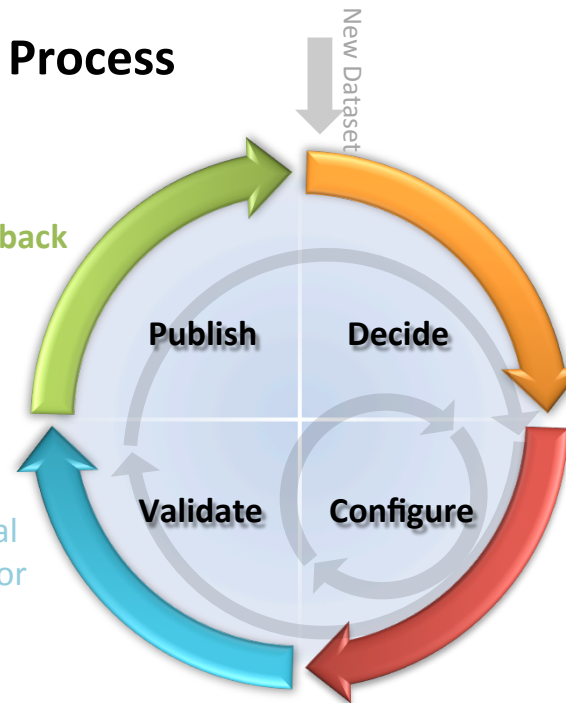 Process
New Dataset
back
Publish
Decide
Validate
Configure
al
or